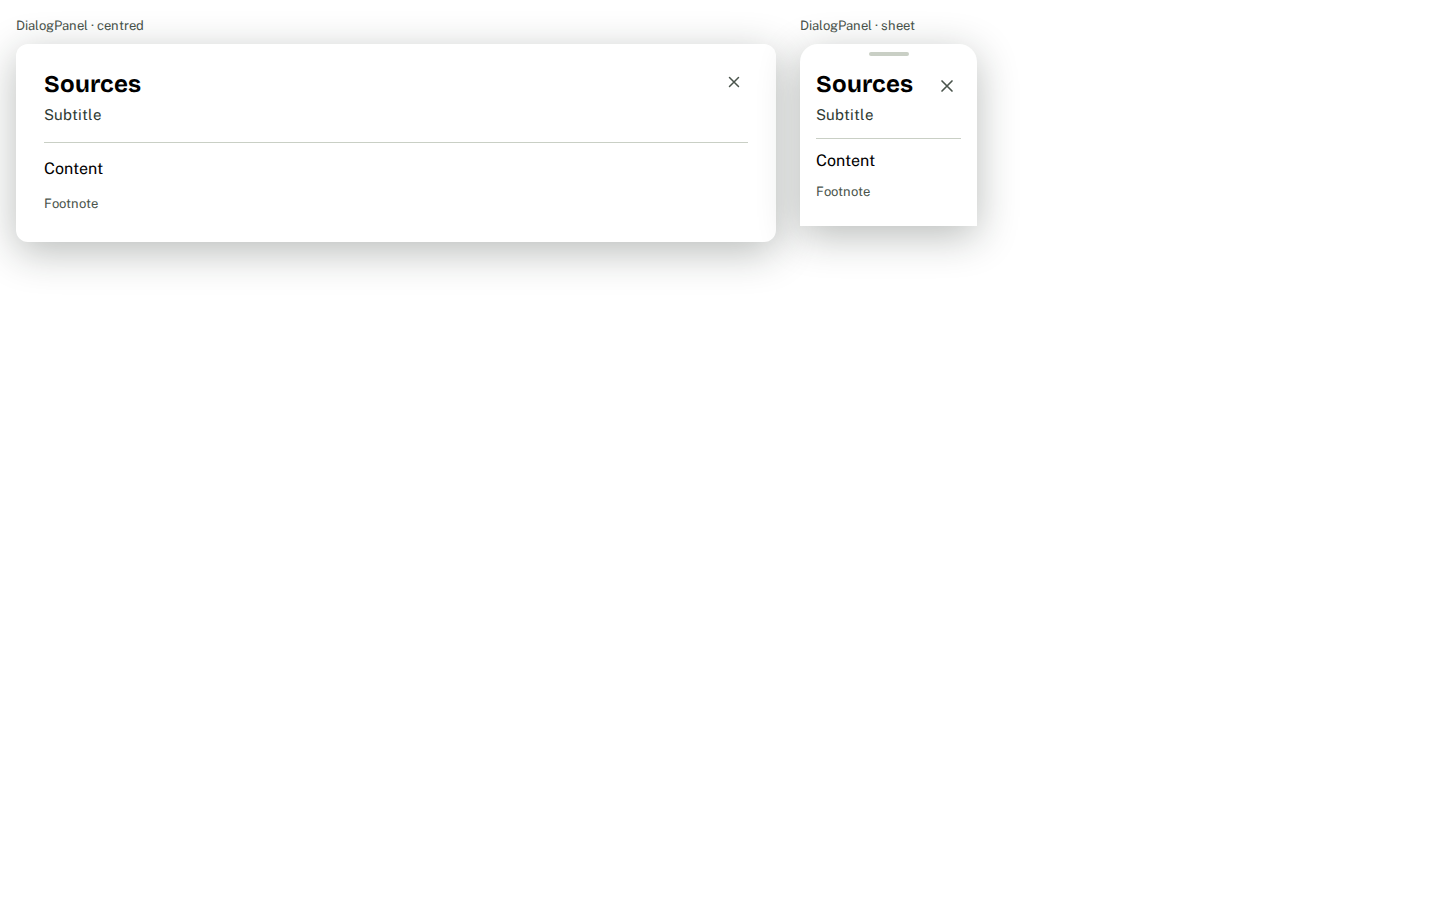 DialogPanel · centred
Sources
Subtitle
Content
Footnote
DialogPanel · sheet
Sources
Subtitle
Content
Footnote